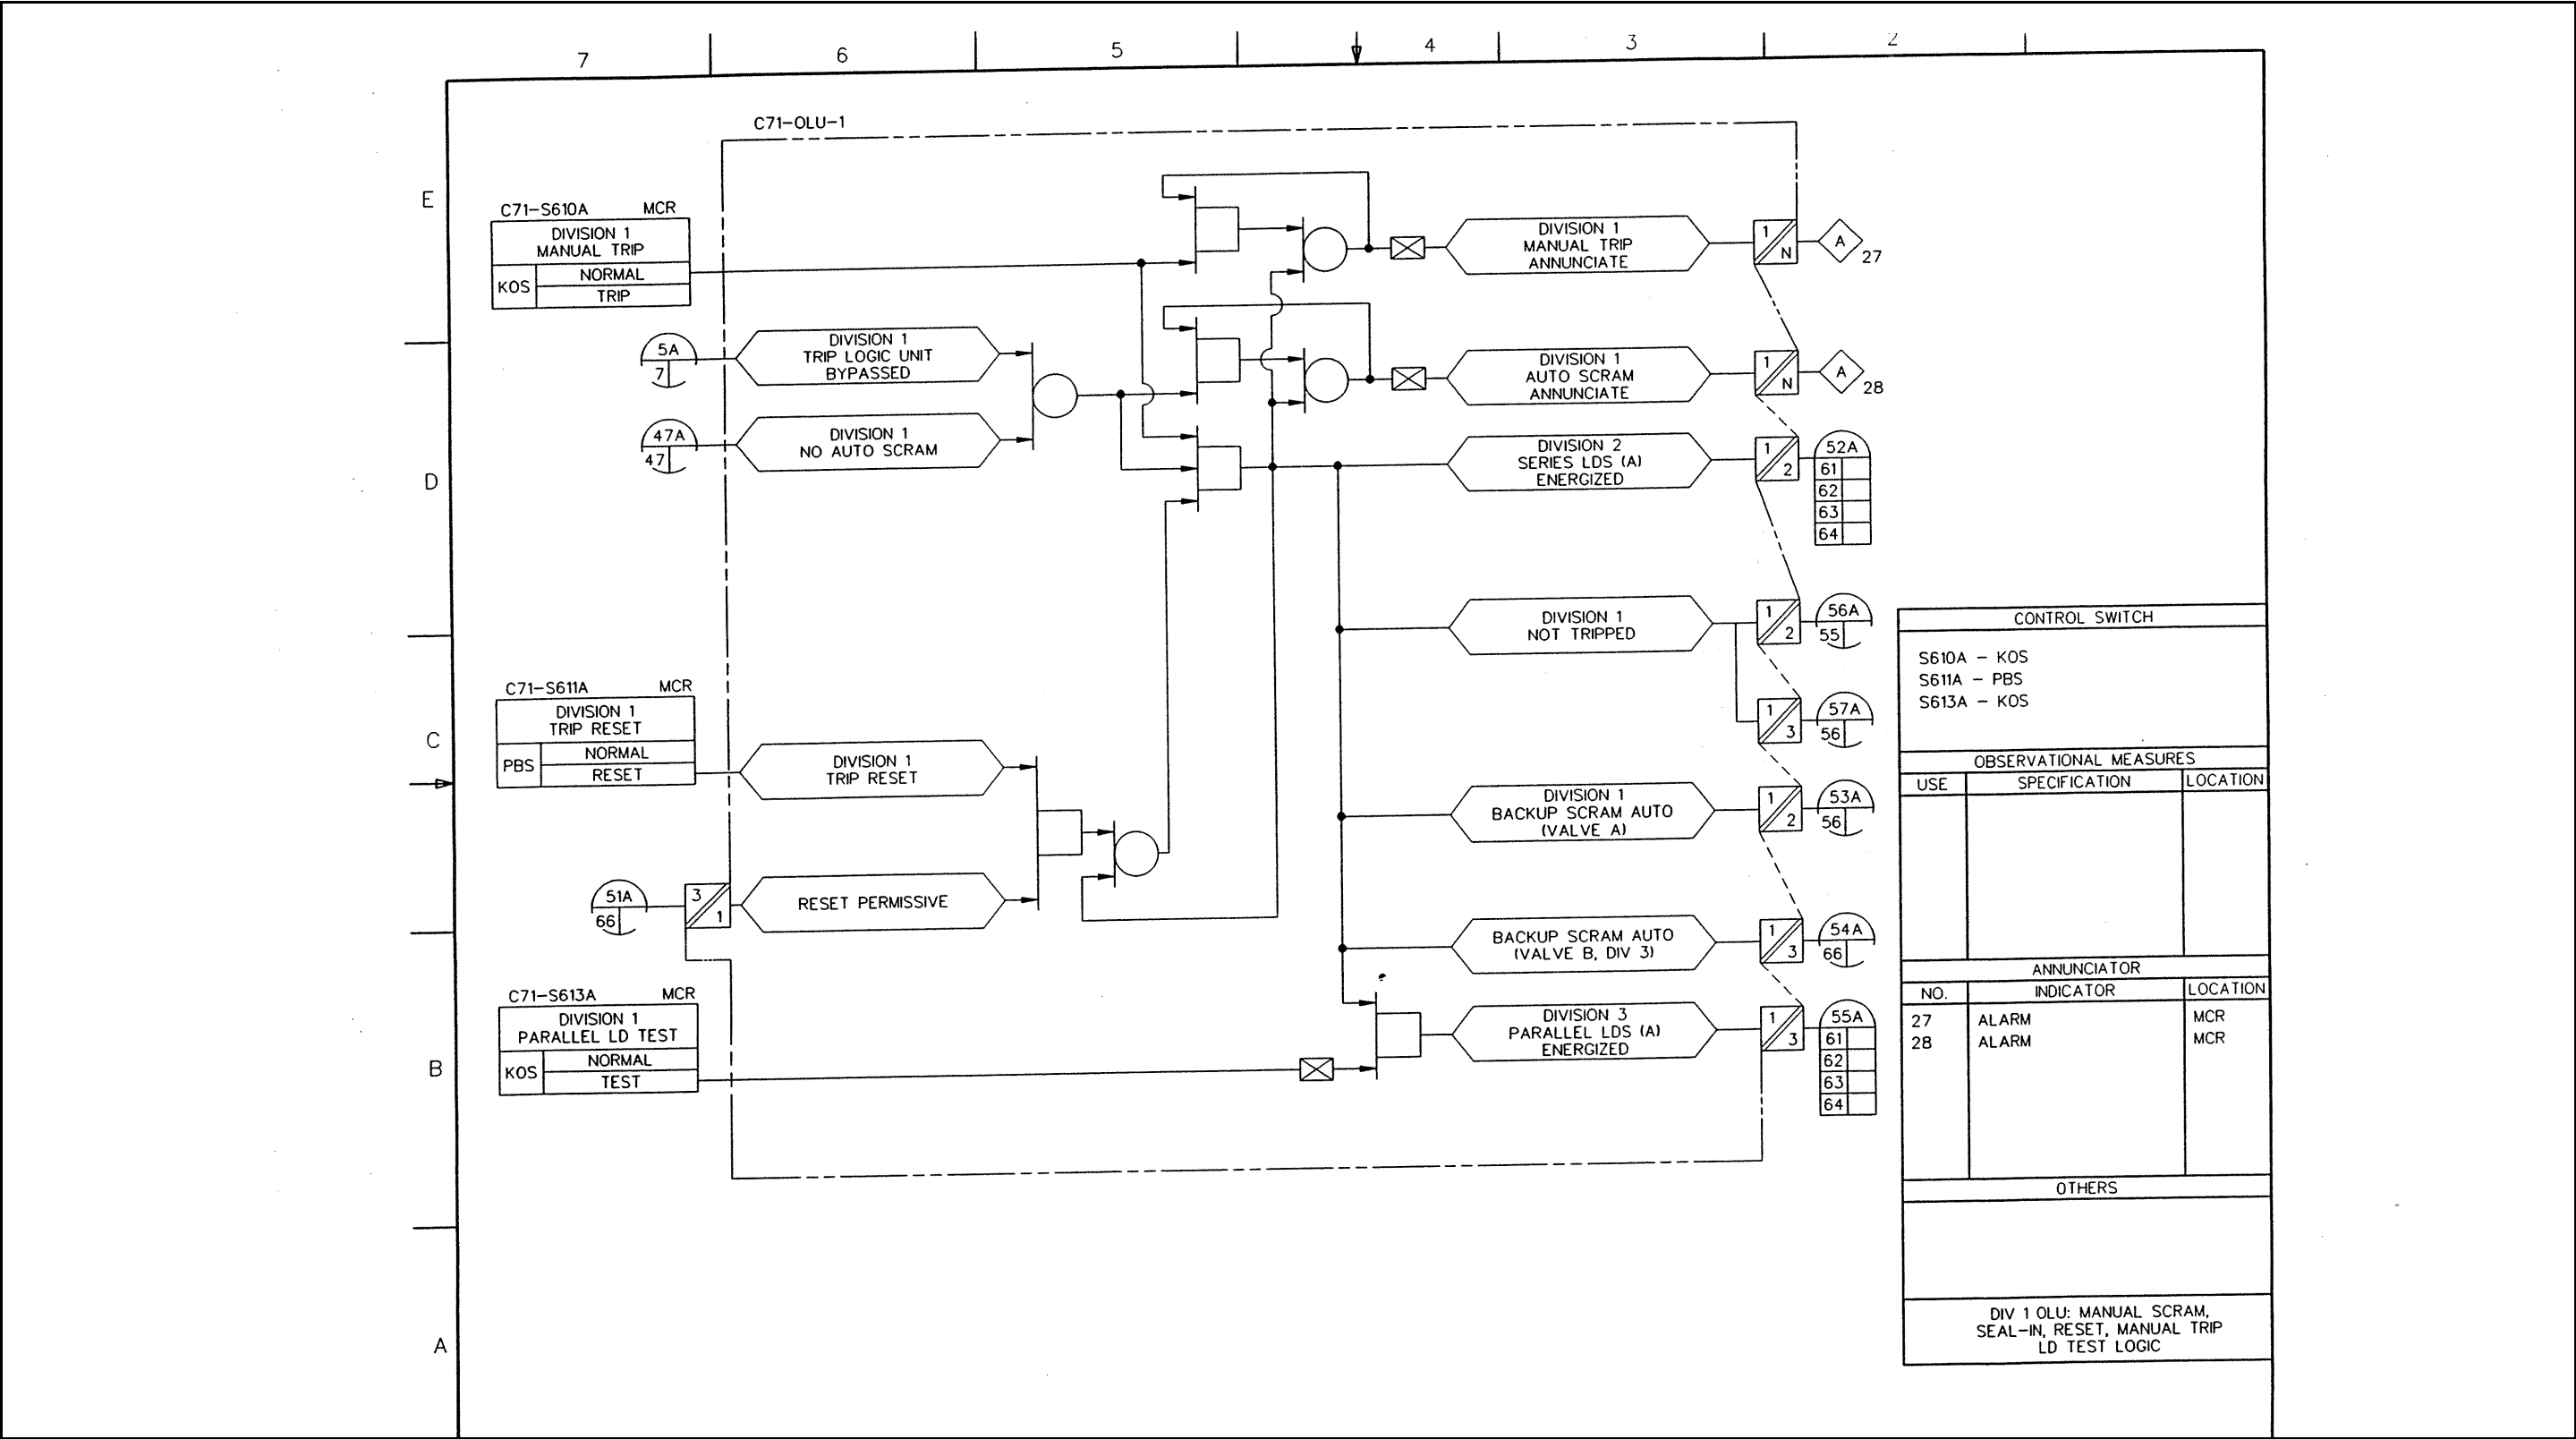 7
6
5
4
3
2
E
D
C
B
A
C71-OLU-1
C71-S610A MCR
DIVISION 1
MANUAL TRIP
KOS
NORMAL
TRIP
5A
7
DIVISION 1
TRIP LOGIC UNIT
BYPASSED
47A
47
DIVISION 1
NO AUTO SCRAM
C71-S611A MCR
DIVISION 1
TRIP RESET
PBS
NORMAL
RESET
DIVISION 1
TRIP RESET
51A
66
3
1
RESET PERMISSIVE
C71-S613A MCR
DIVISION 1
PARALLEL LD TEST
KOS
NORMAL
TEST
DIVISION 1
MANUAL TRIP
ANNUNCIATE
1
N
A
27
DIVISION 1
AUTO SCRAM
ANNUNCIATE
1
N
A
28
DIVISION 2
SERIES LDS (A)
ENERGIZED
1
2
52A
61
62
63
64
DIVISION 1
NOT TRIPPED
1
2
56A
55
1
3
57A
56
DIVISION 1
BACKUP SCRAM AUTO
(VALVE A)
1
2
53A
56
BACKUP SCRAM AUTO
(VALVE B, DIV 3)
1
3
54A
66
DIVISION 3
PARALLEL LDS (A)
ENERGIZED
1
3
55A
61
62
63
64
CONTROL SWITCH
S610A - KOS
S611A - PBS
S613A - KOS
OBSERVATIONAL MEASURES
USE SPECIFICATION LOCATION
ANNUNCIATOR
NO. INDICATOR LOCATION
27 ALARM MCR
28 ALARM MCR
OTHERS
DIV 1 OLU: MANUAL SCRAM,
SEAL-IN, RESET, MANUAL TRIP
LD TEST LOGIC